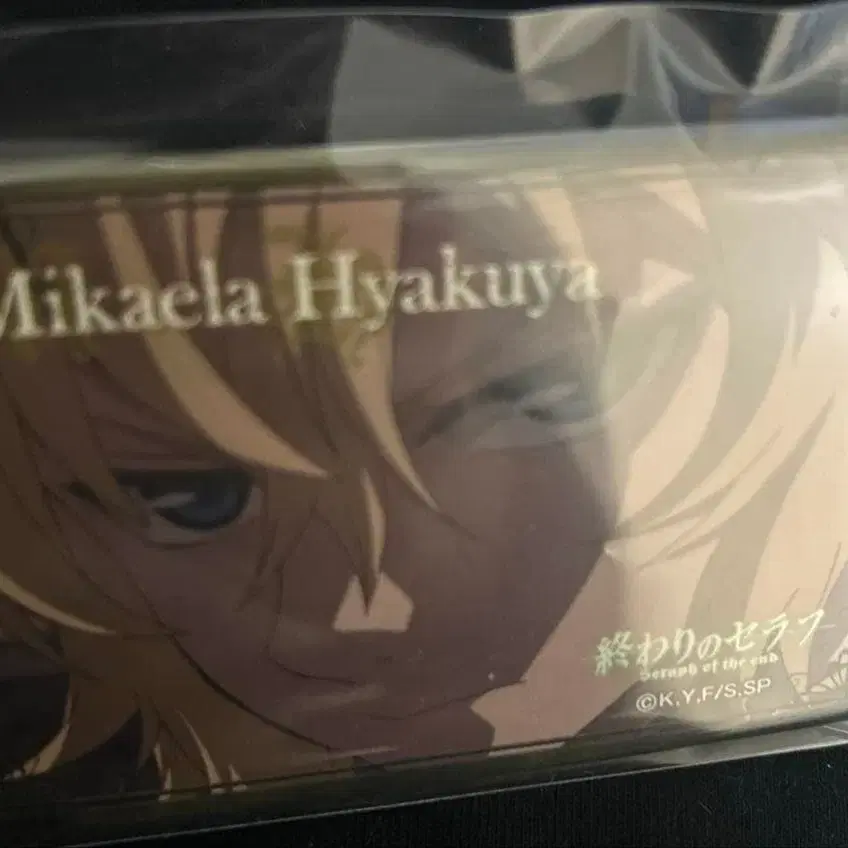 Mikaela Hyakuya
終わりのセラフ
Seraph of the end
©K,Y,F/S.SP